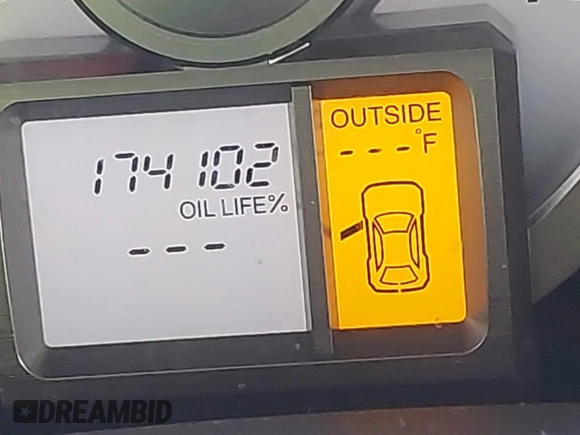 174102
OIL LIFE%
---
OUTSIDE
---°F
DREAMBID